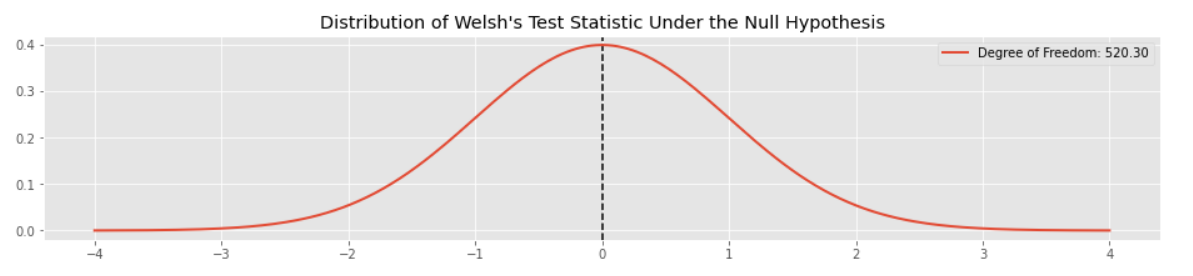 Distribution of Welsh's Test Statistic Under the Null Hypothesis
0.4
Degree of Freedom: 520.30
0.3
0.2
0.1
0.0
−4 −3 −2 −1 0 1 2 3 4